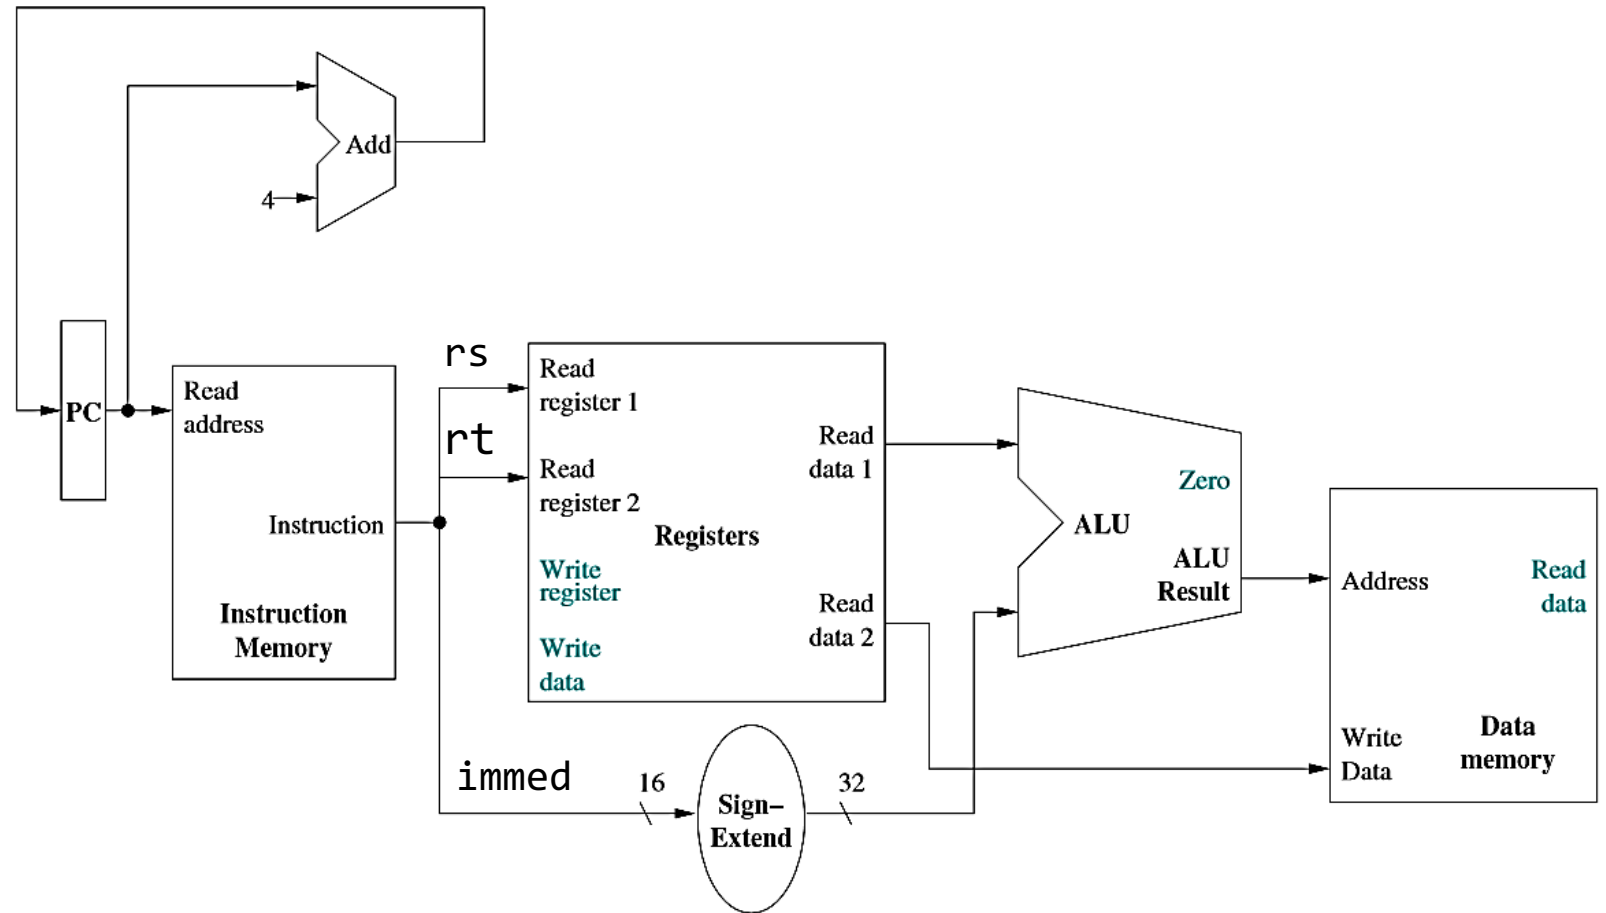 Add
4
PC
Read
address
Instruction
Instruction
Memory
rs
rt
immed
Read
register 1
Read
register 2
Registers
Write
register
Write
data
Read
data 1
Read
data 2
16
Sign–
Extend
32
Zero
ALU
ALU
Result
Address
Read
data
Write
Data
Data
memory